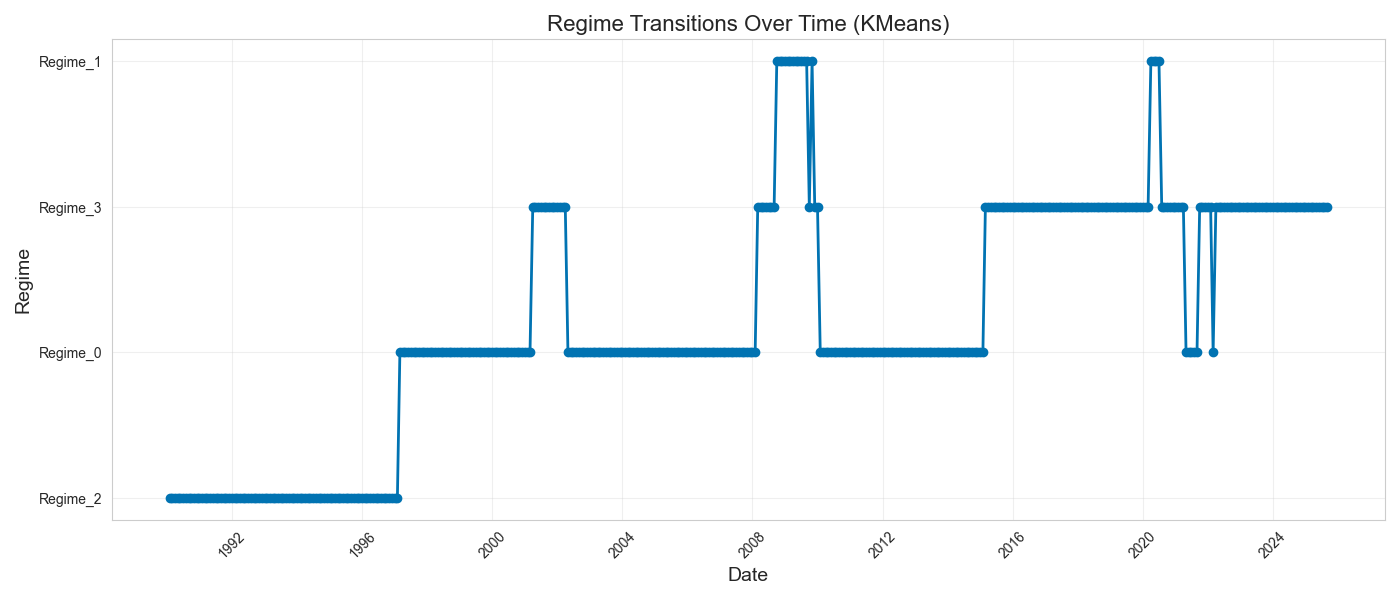 Regime Transitions Over Time (KMeans)
Regime_1
Regime_3
Regime_0
Regime_2
Regime
1992
1996
2000
2004
2008
2012
2016
2020
2024
Date